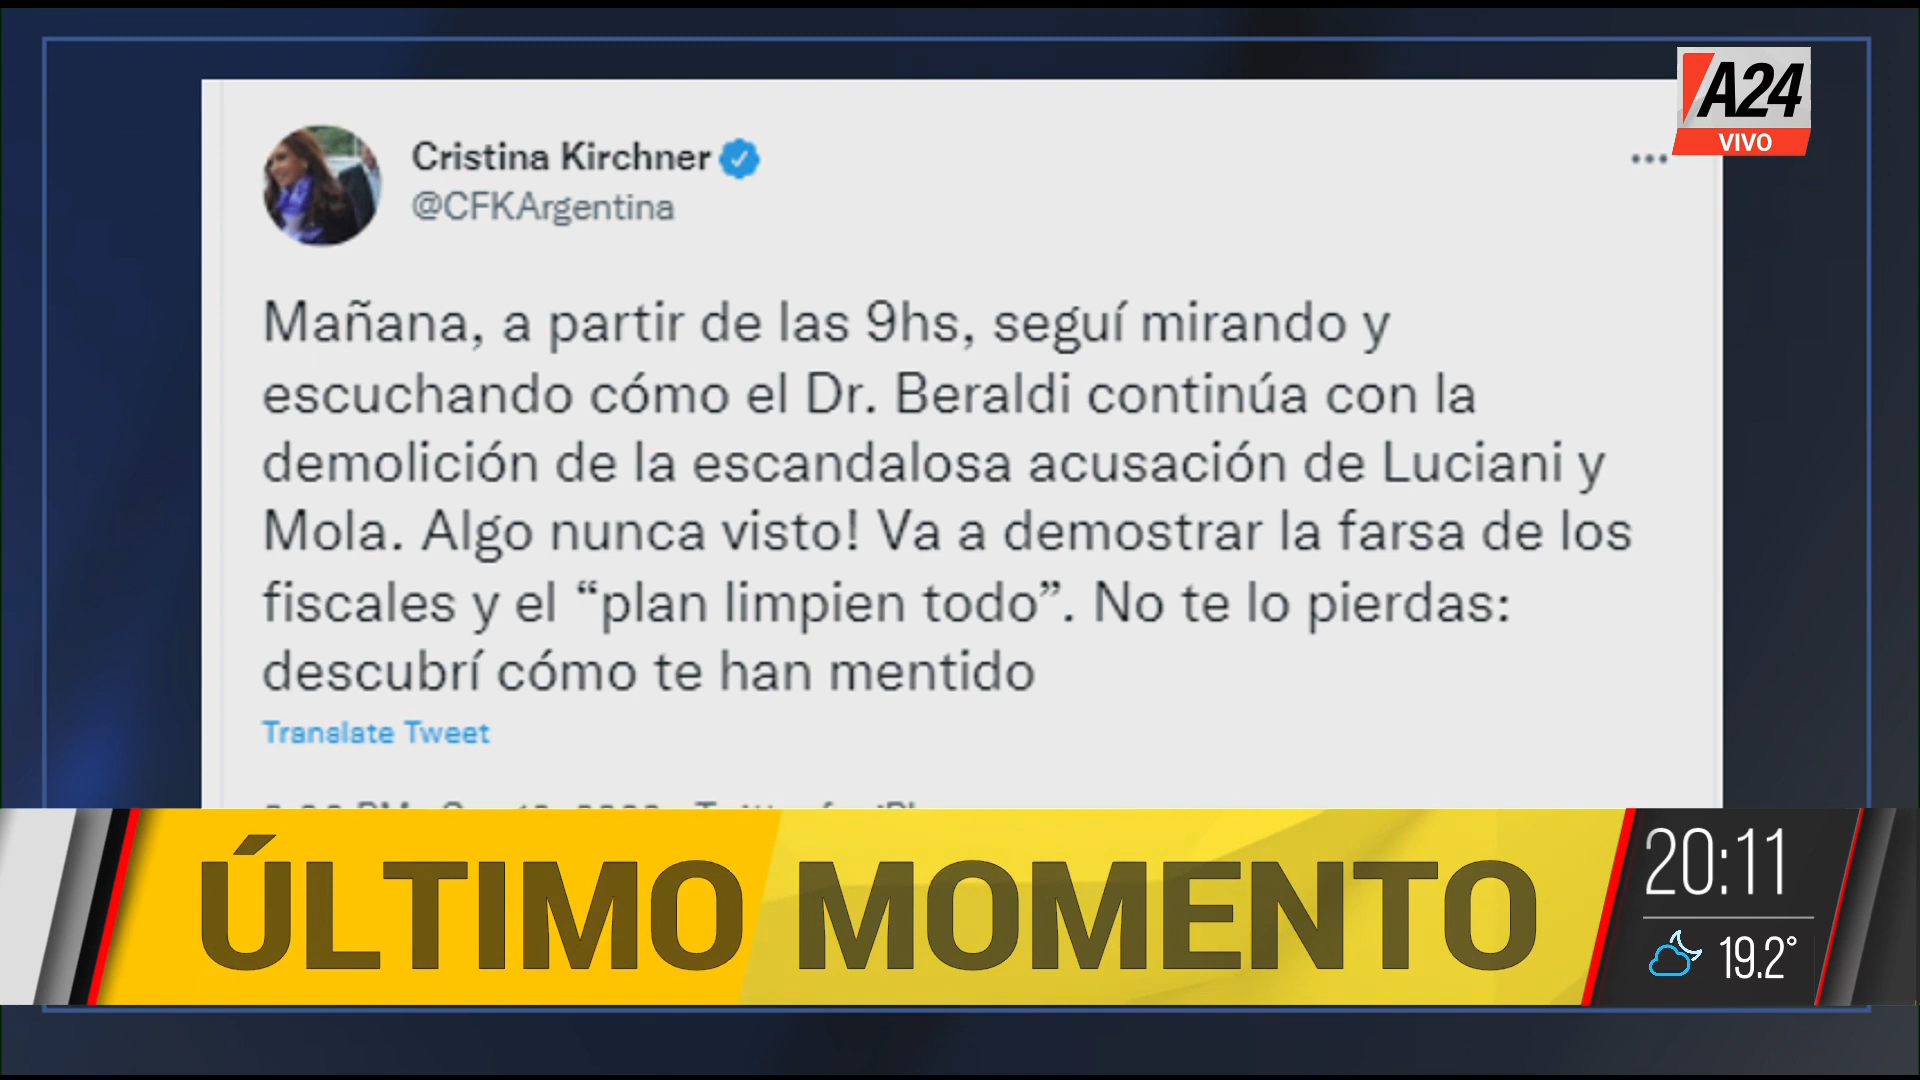 A24
VIVO
Cristina Kirchner
@CFKArgentina
Mañana, a partir de las 9hs, seguí mirando y
escuchando cómo el Dr. Beraldi continúa con la
demolición de la escandalosa acusación de Luciani y
Mola. Algo nunca visto! Va a demostrar la farsa de los
fiscales y el “plan limpien todo”. No te lo pierdas:
descubrí cómo te han mentido
Translate Tweet
ÚLTIMO MOMENTO
20:11
19.2°